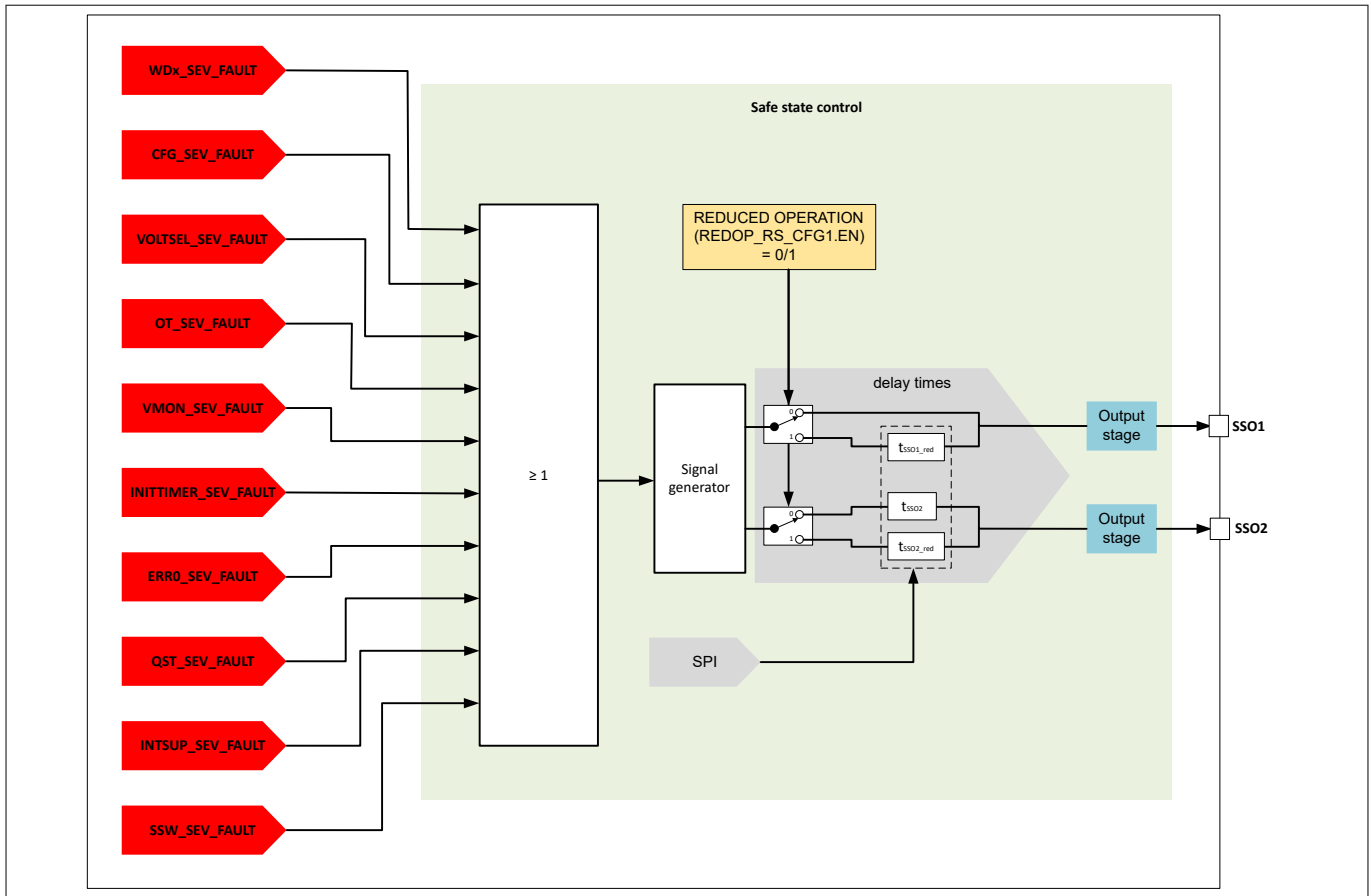 WDx_SEV_FAULT
CFG_SEV_FAULT
VOLTSEL_SEV_FAULT
OT_SEV_FAULT
VMON_SEV_FAULT
INITTIMER_SEV_FAULT
ERR0_SEV_FAULT
QST_SEV_FAULT
INTSUP_SEV_FAULT
SSW_SEV_FAULT
Safe state control
≥ 1
REDUCED OPERATION
(REDOP_RS_CFG1.EN)
= 0/1
Signal
generator
delay times
0
1
tSSO1_red
0
1
tSSO2
tSSO2_red
SPI
Output
stage
SSO1
Output
stage
SSO2